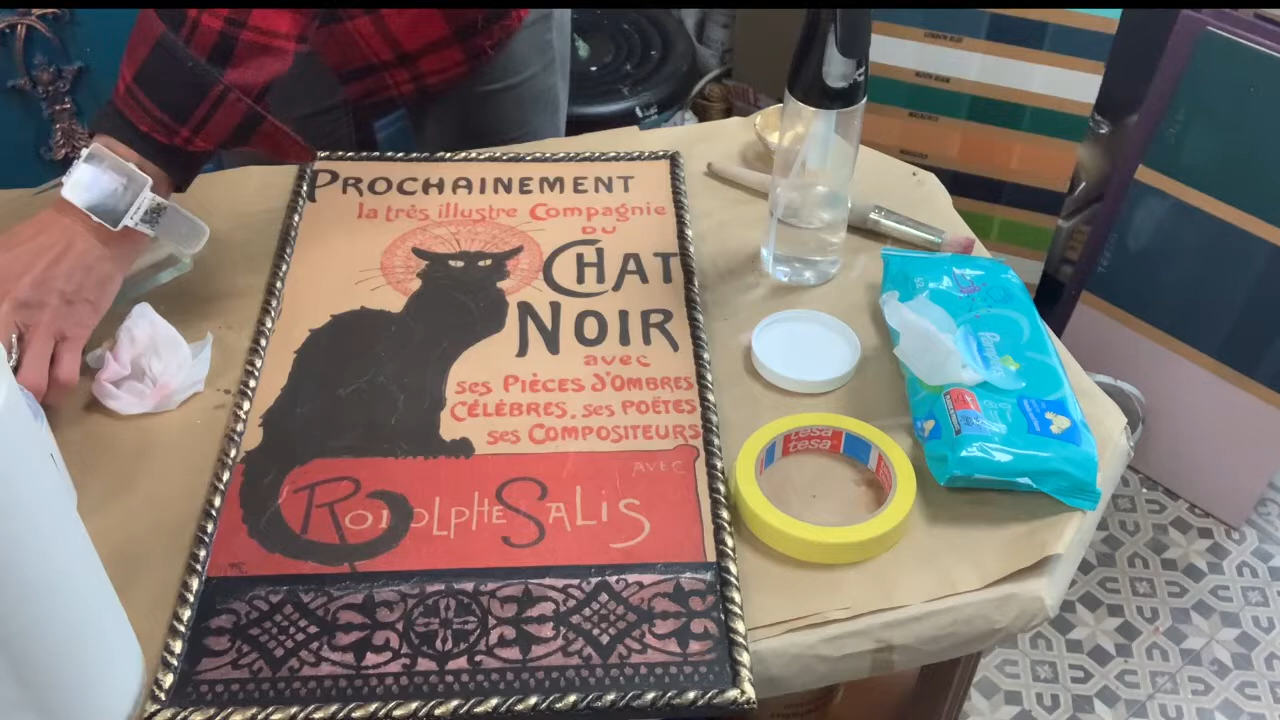 PROCHAINEMENT
la très illustre Compagnie
DU
CHAT
NOIR
avec
ses PIÈCES D'OMBRES
CÉLÈBRES, ses POÈTES
ses COMPOSITEURS
AVEC
RODOLPHE SALIS
tesa
tesa
Pampers